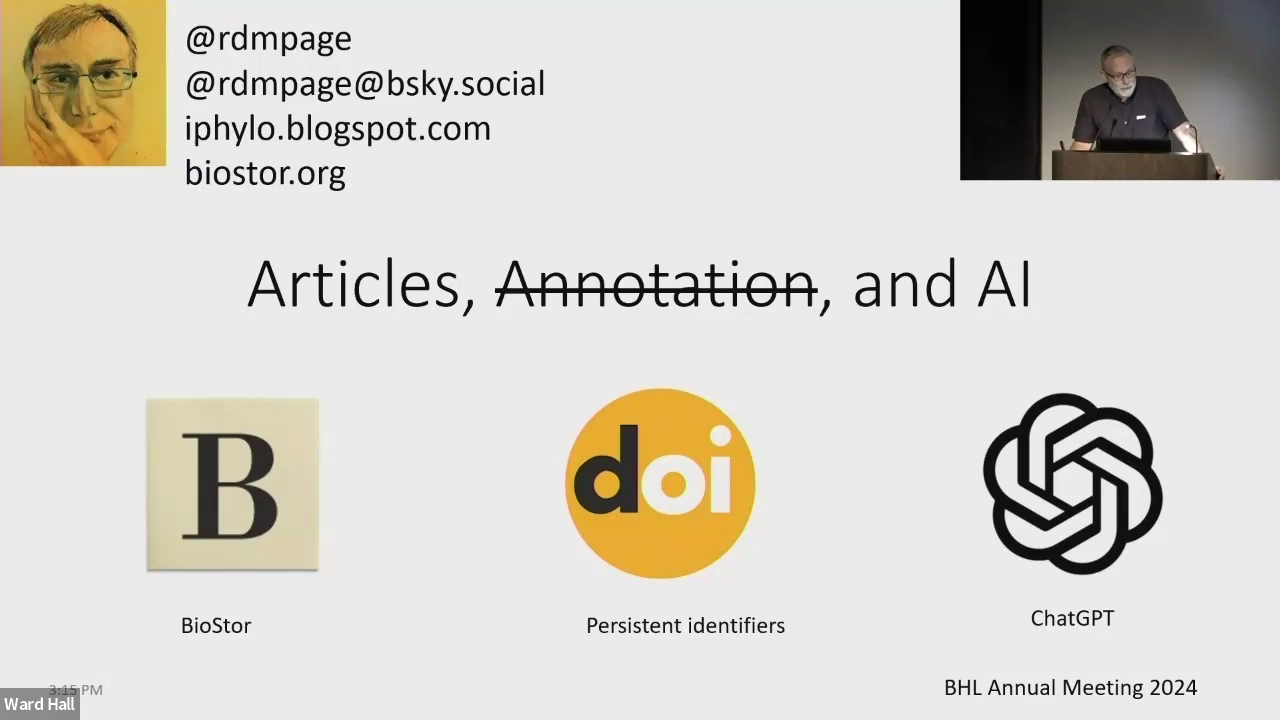 @rdmpage
@rdmpage@bsky.social
iphylo.blogspot.com
biostor.org
Articles, Annotation, and AI
B
doi
BioStor
Persistent identifiers
ChatGPT
3:15 PM
Ward Hall
BHL Annual Meeting 2024